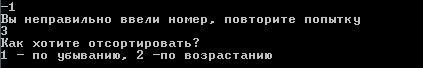 -1
Вы неправильно ввели номер, повторите попытку
3
Как хотите отсортировать?
1 - по убыванию, 2 -по возрастанию